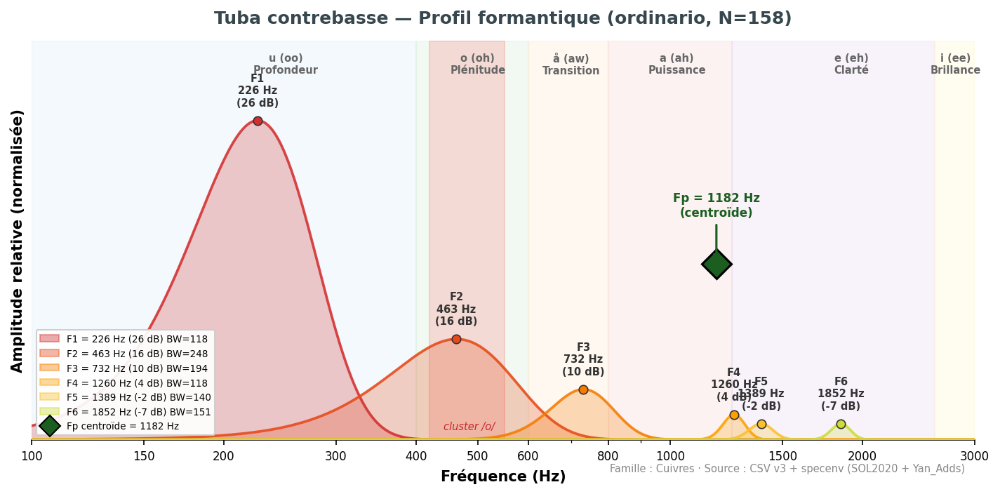 Tuba contrebasse — Profil formantique (ordinario, N=158)
u (oo)
Profondeur
o (oh)
Plénitude
å (aw)
Transition
a (ah)
Puissance
e (eh)
Clarté
i (ee)
Brillance
F1
226 Hz
(26 dB)
Fp = 1182 Hz
(centroïde)
F2
463 Hz
(16 dB)
F3
732 Hz
(10 dB)
F4
1260 Hz
(4 dB)
F5
1389 Hz
(-2 dB)
F6
1852 Hz
(-7 dB)
cluster /o/
Amplitude relative (normalisée)
F1 = 226 Hz (26 dB) BW=118
F2 = 463 Hz (16 dB) BW=248
F3 = 732 Hz (10 dB) BW=194
F4 = 1260 Hz (4 dB) BW=118
F5 = 1389 Hz (-2 dB) BW=140
F6 = 1852 Hz (-7 dB) BW=151
Fp centroïde = 1182 Hz
100 150 200 300 400 500 600 800 1000 1500 2000 3000
Fréquence (Hz)
Famille : Cuivres · Source : CSV v3 + specenv (SOL2020 + Yan_Adds)